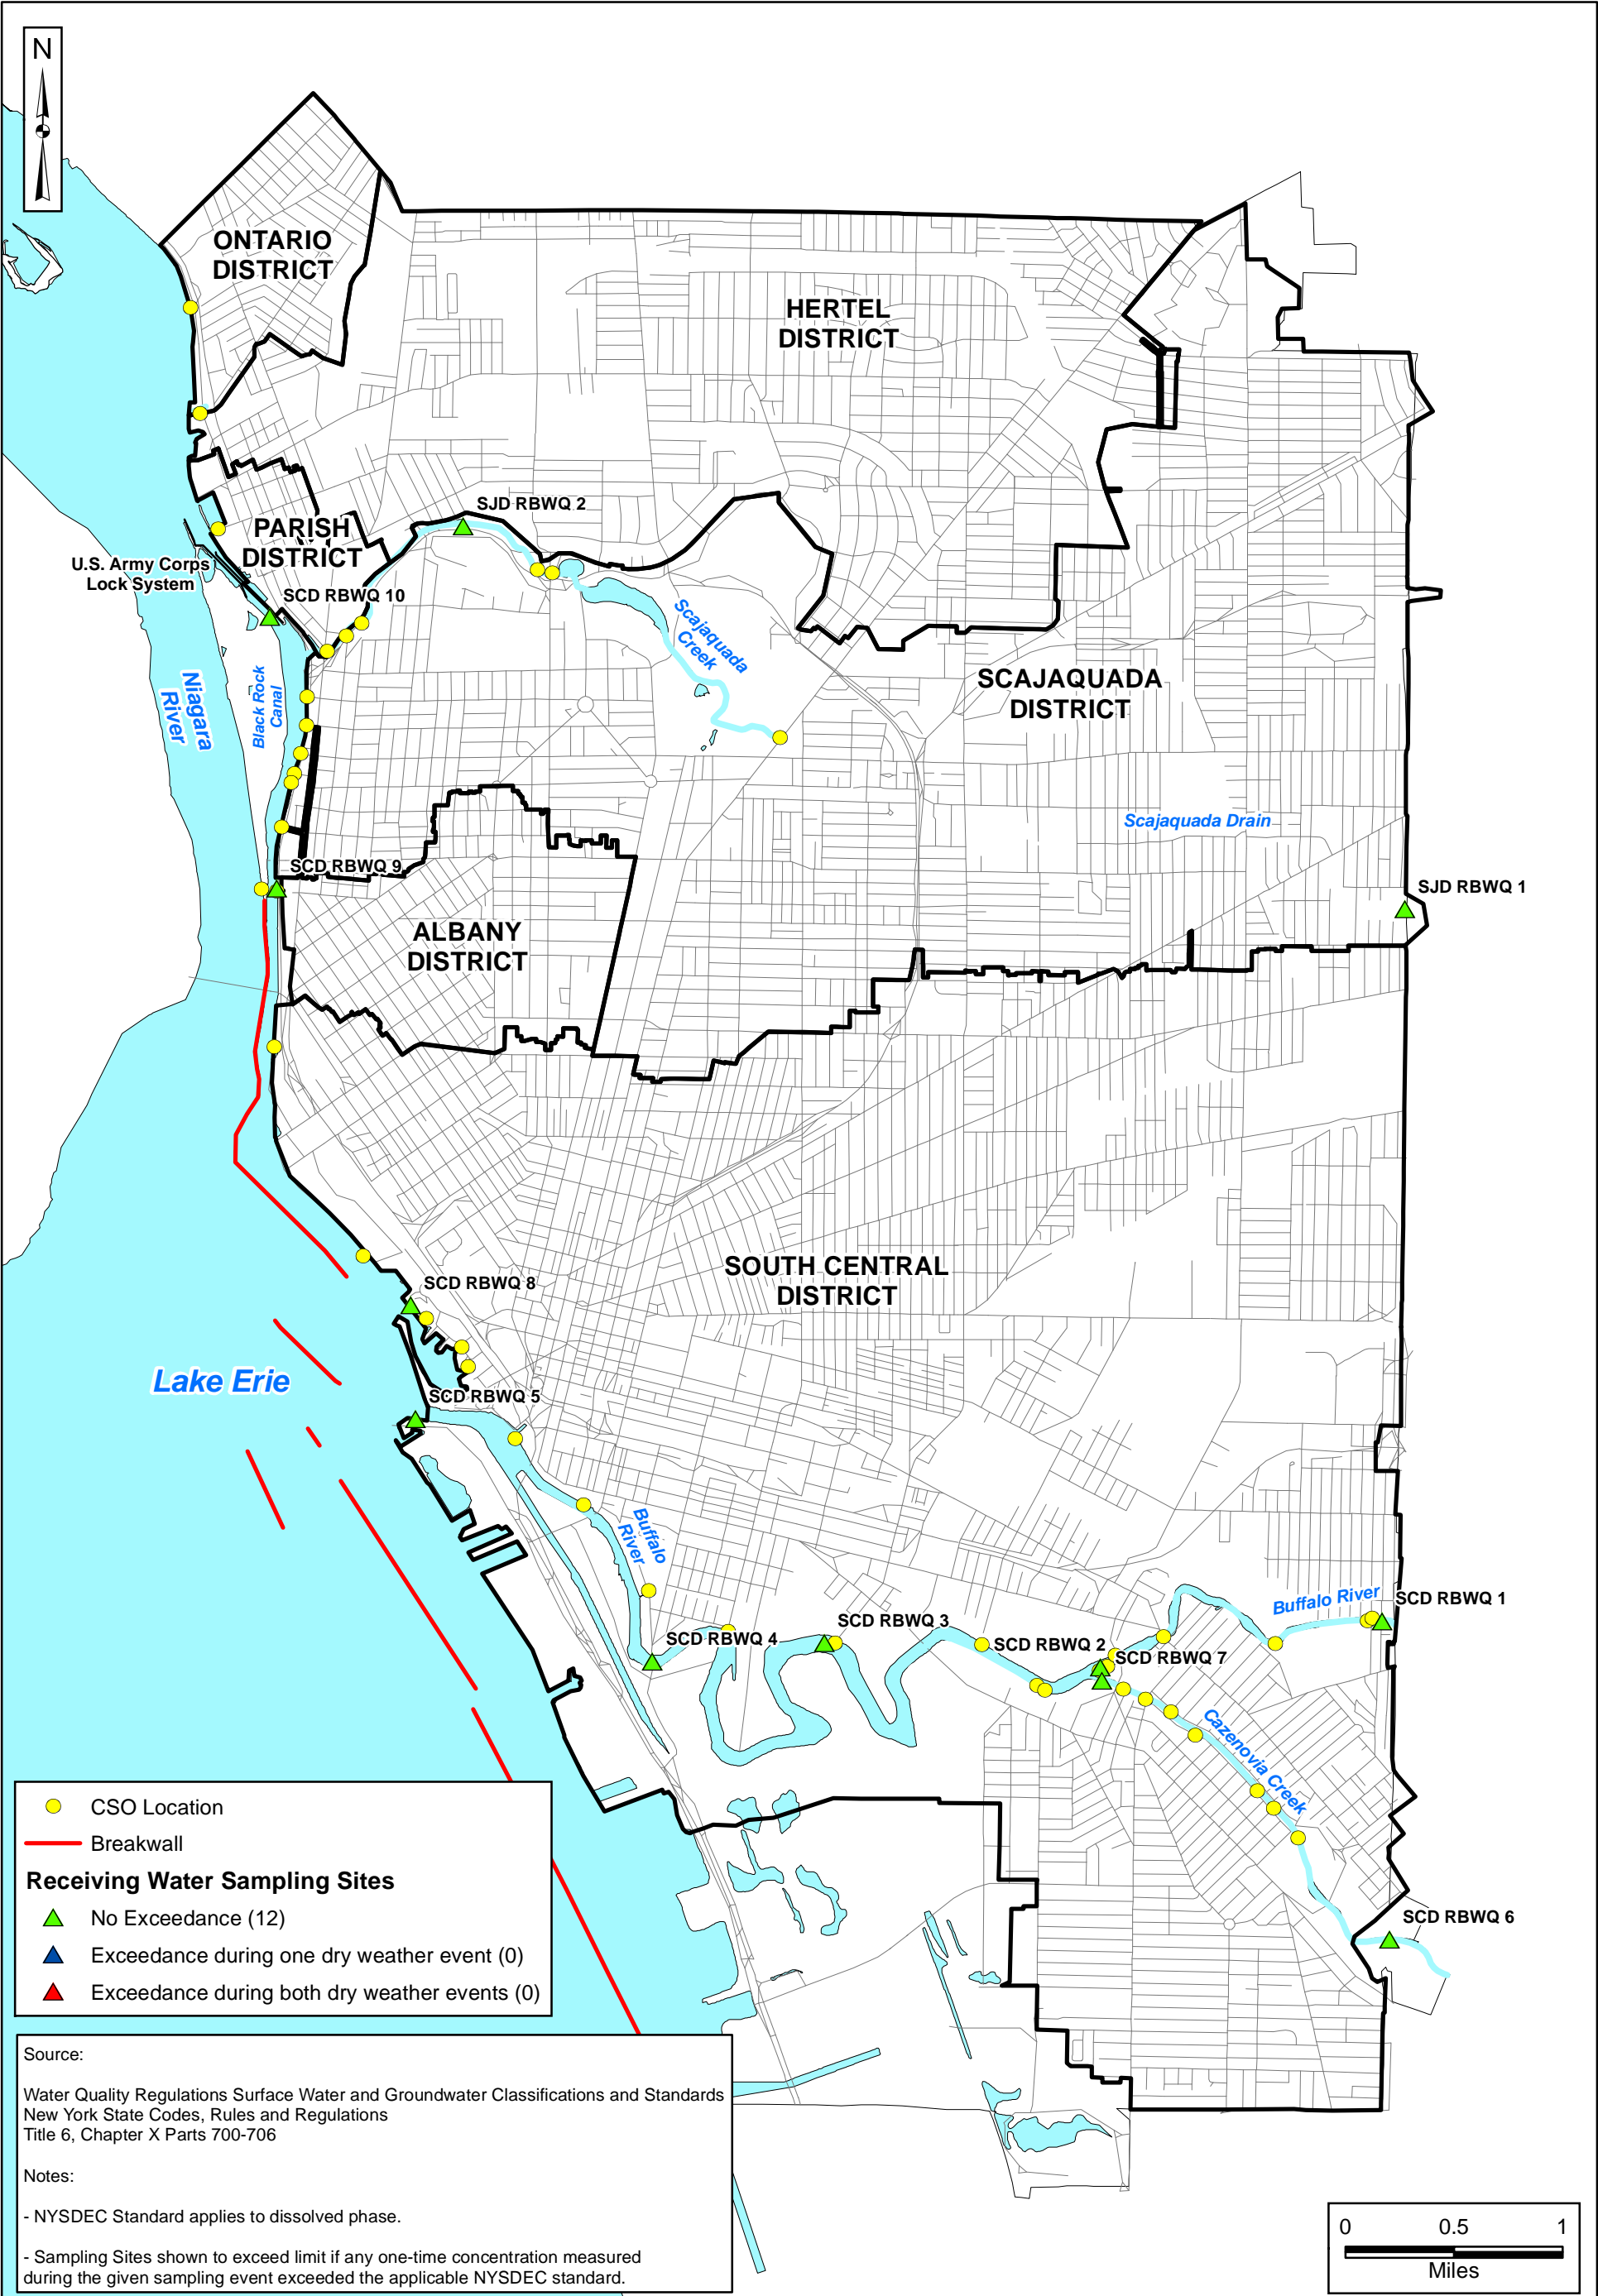 N
ONTARIO
DISTRICT
HERTEL
DISTRICT
SJD RBWQ 2
PARISH
DISTRICT
U.S. Army Corps
Lock System
SCD RBWQ 10
Scajaquada
Creek
SCAJAQUADA
DISTRICT
Niagara
River
Black Rock
Canal
Scajaquada Drain
SCD RBWQ 9
SJD RBWQ 1
ALBANY
DISTRICT
SOUTH CENTRAL
DISTRICT
SCD RBWQ 8
Lake Erie
SCD RBWQ 5
Buffalo
River
Buffalo River
SCD RBWQ 1
SCD RBWQ 3
SCD RBWQ 4
SCD RBWQ 2
SCD RBWQ 7
Cazenovia Creek
SCD RBWQ 6
CSO Location
Breakwall
Receiving Water Sampling Sites
No Exceedance (12)
Exceedance during one dry weather event (0)
Exceedance during both dry weather events (0)
Source:
Water Quality Regulations Surface Water and Groundwater Classifications and Standards
New York State Codes, Rules and Regulations
Title 6, Chapter X Parts 700-706
Notes:
- NYSDEC Standard applies to dissolved phase.
- Sampling Sites shown to exceed limit if any one-time concentration measured
during the given sampling event exceeded the applicable NYSDEC standard.
0 0.5 1
Miles